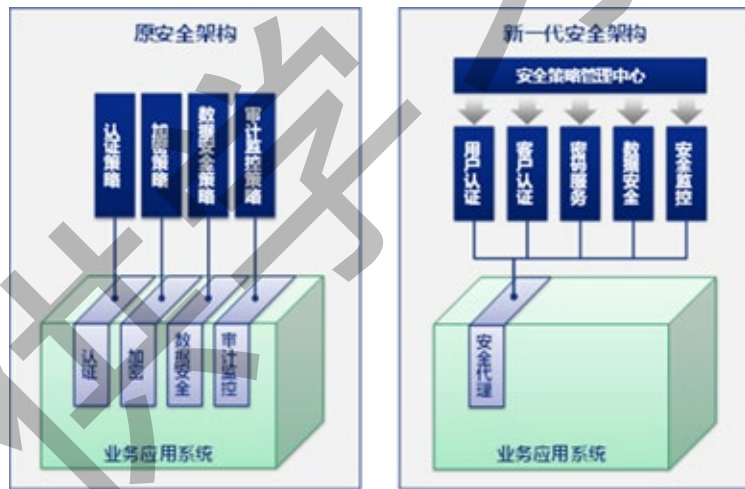 原安全架构
认证策略
加密策略
数据安全策略
审计监控策略
认证
加密
数据安全
审计监控
业务应用系统
新一代安全架构
安全策略管理中心
用户认证
客户认证
密码服务
数据安全
安全监控
安全代理
业务应用系统